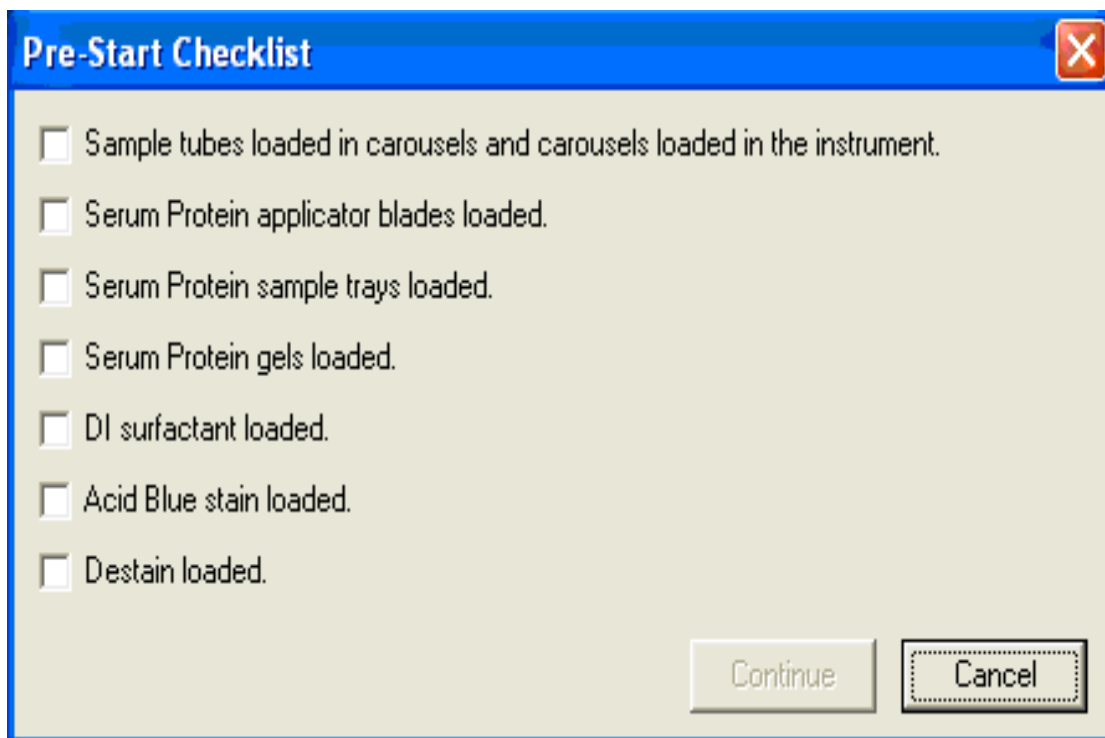 Pre-Start Checklist
Sample tubes loaded in carousels and carousels loaded in the instrument.
Serum Protein applicator blades loaded.
Serum Protein sample trays loaded.
Serum Protein gels loaded.
DI surfactant loaded.
Acid Blue stain loaded.
Destain loaded.
Continue Cancel